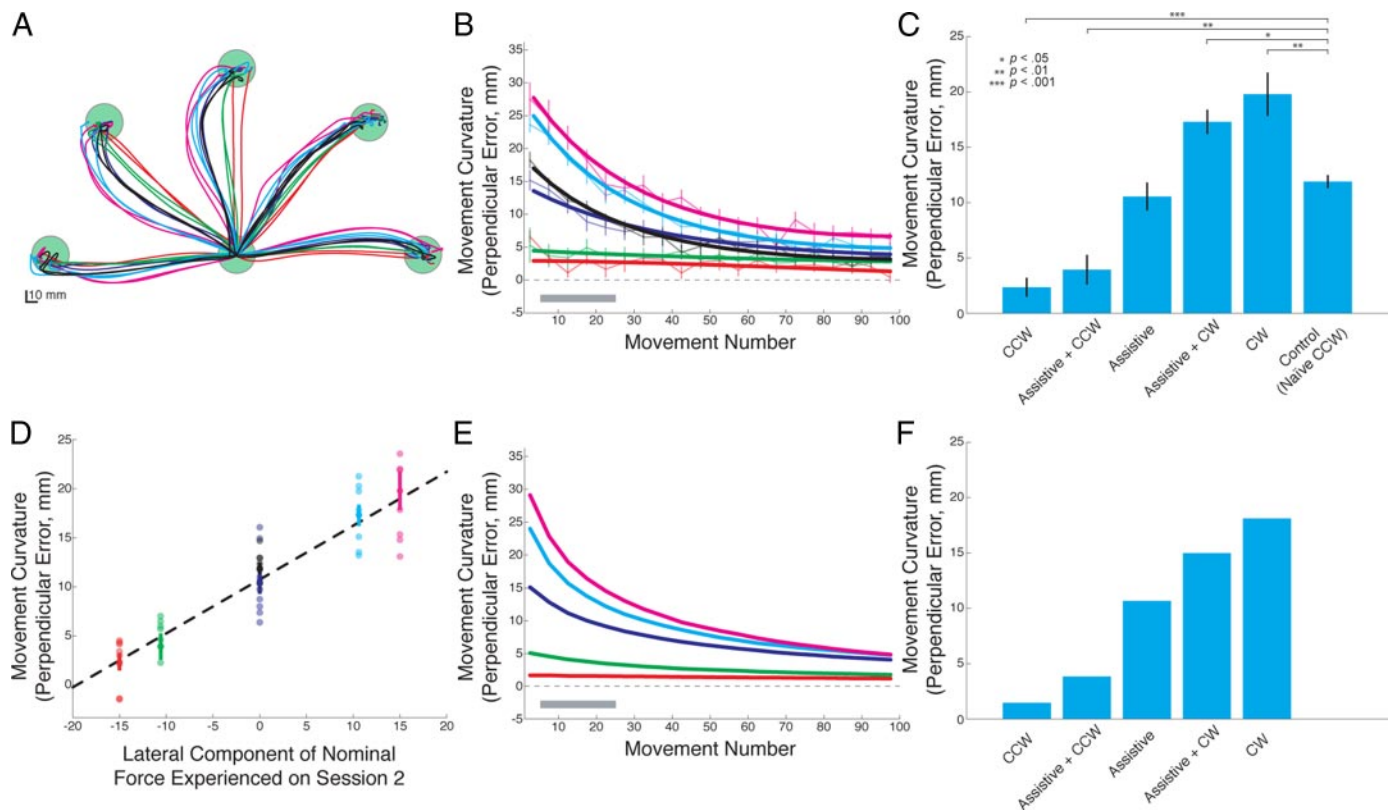 A
10 mm
B
Movement Curvature
(Perpendicular Error, mm)
35
30
25
20
15
10
5
0
-5
10 20 30 40 50 60 70 80 90 100
Movement Number
C
Movement Curvature
(Perpendicular Error, mm)
25
20
15
10
5
0
***
**
*
**
* p < .05
** p < .01
*** p < .001
CCW
Assistive + CCW
Assistive
Assistive + CW
CW
Control
(Naïve CCW)
D
Movement Curvature
(Perpendicular Error, mm)
25
20
15
10
5
0
-20 -15 -10 -5 0 5 10 15 20
Lateral Component of Nominal
Force Experienced on Session 2
E
Movement Curvature
(Perpendicular Error, mm)
35
30
25
20
15
10
5
0
-5
10 20 30 40 50 60 70 80 90 100
Movement Number
F
Movement Curvature
(Perpendicular Error, mm)
25
20
15
10
5
0
CCW
Assistive + CCW
Assistive
Assistive + CW
CW